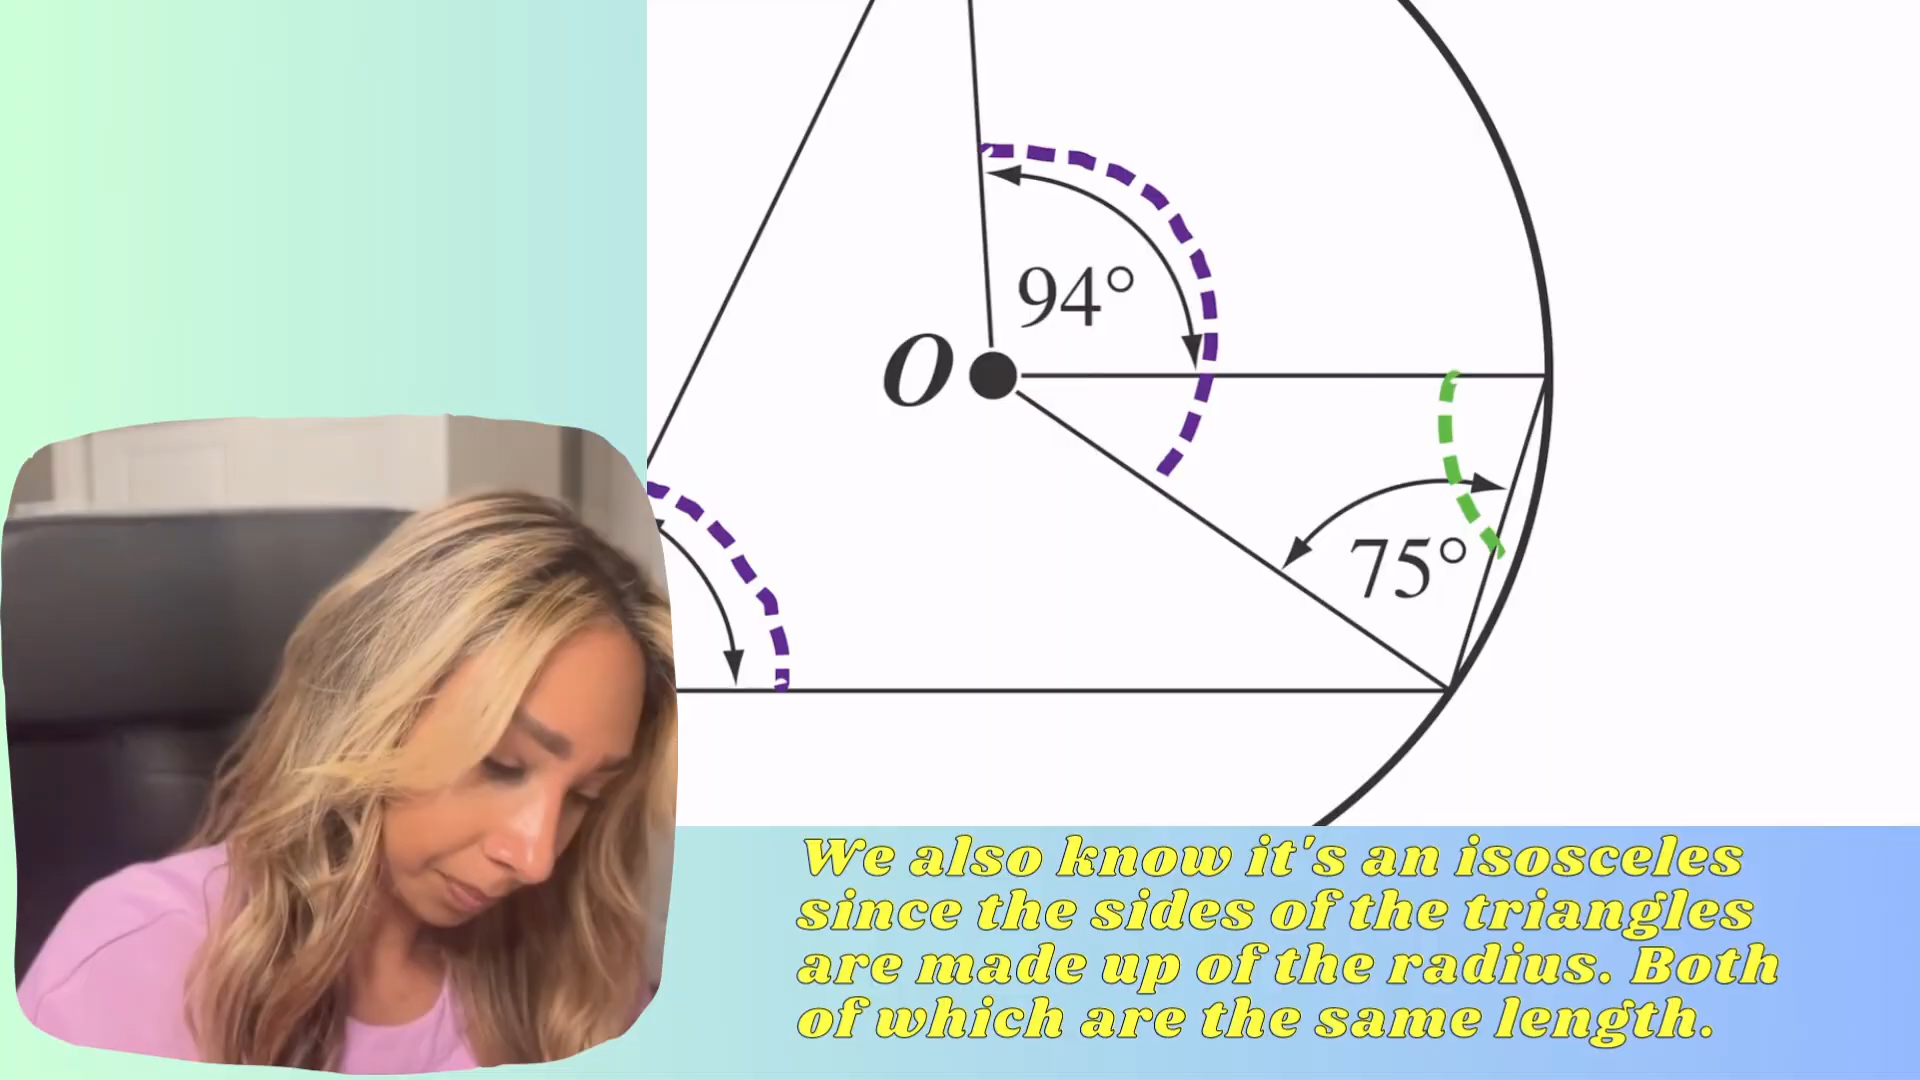 94°
O
75°
We also know it's an isosceles
since the sides of the triangles
are made up of the radius. Both
of which are the same length.